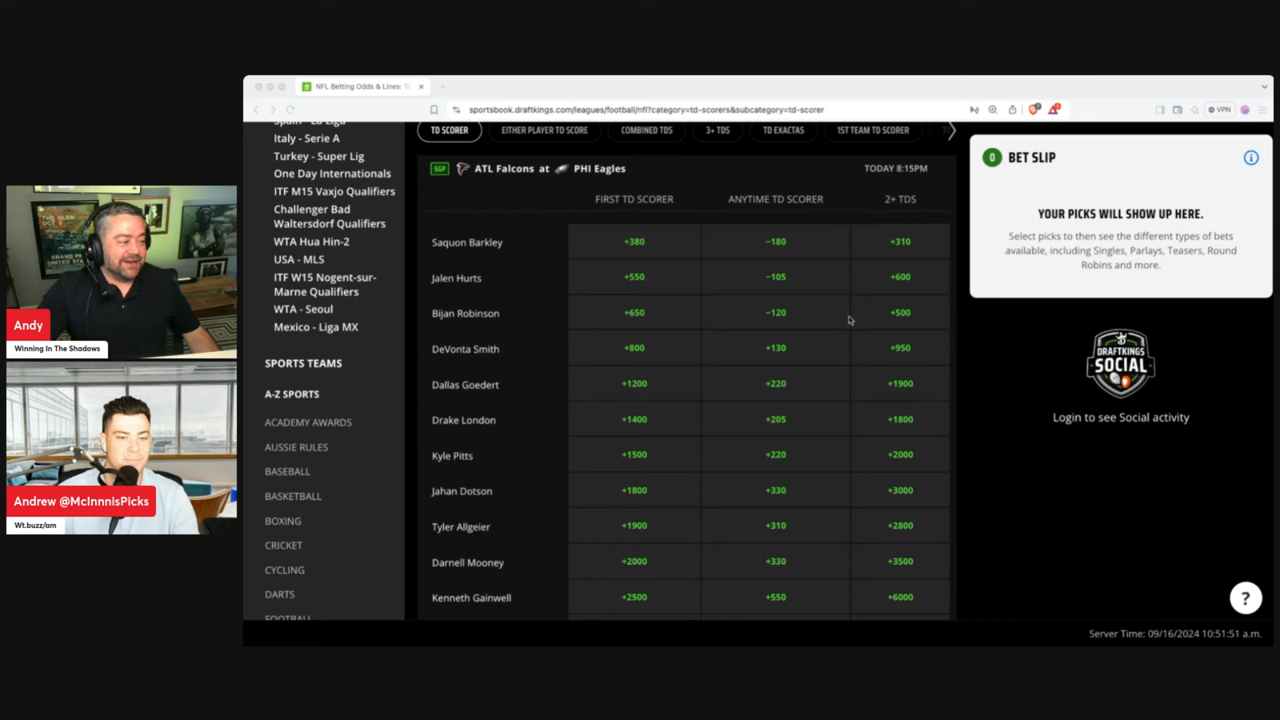 NFL Betting Odds & Lines:
sportsbook.draftkings.com/leagues/football/nfl?category=td-scorers&subcategory=td-scorer
VPN
Spain - La Liga
Italy - Serie A
Turkey - Super Lig
One Day Internationals
ITF M15 Vaxjo Qualifiers
Challenger Bad
Waltersdorf Qualifiers
WTA Hua Hin-2
USA - MLS
ITF W15 Nogent-sur-
Marne Qualifiers
WTA - Seoul
Mexico - Liga MX
SPORTS TEAMS
A-Z SPORTS
ACADEMY AWARDS
AUSSIE RULES
BASEBALL
BASKETBALL
BOXING
CRICKET
CYCLING
DARTS
FOOTBALL
TD SCORER EITHER PLAYER TO SCORE COMBINED TDS 3+ TDS TD EXACTAS 1ST TEAM TO SCORER
SGP ATL Falcons at PHI Eagles TODAY 8:15PM
FIRST TD SCORER ANYTIME TD SCORER 2+ TDS
Saquon Barkley +380 −180 +310
Jalen Hurts +550 −105 +600
Bijan Robinson +650 −120 +500
DeVonta Smith +800 +130 +950
Dallas Goedert +1200 +220 +1900
Drake London +1400 +205 +1800
Kyle Pitts +1500 +220 +2000
Jahan Dotson +1800 +330 +3000
Tyler Allgeier +1900 +310 +2800
Darnell Mooney +2000 +330 +3500
Kenneth Gainwell +2500 +550 +6000
0 BET SLIP
YOUR PICKS WILL SHOW UP HERE.
Select picks to then see the different types of bets
available, including Singles, Parlays, Teasers, Round
Robins and more.
DRAFTKINGS
SOCIAL
Login to see Social activity
?
Server Time: 09/16/2024 10:51:51 a.m.
Andy
Winning In The Shadows
Andrew @McInnnisPicks
Wt.buzz/am